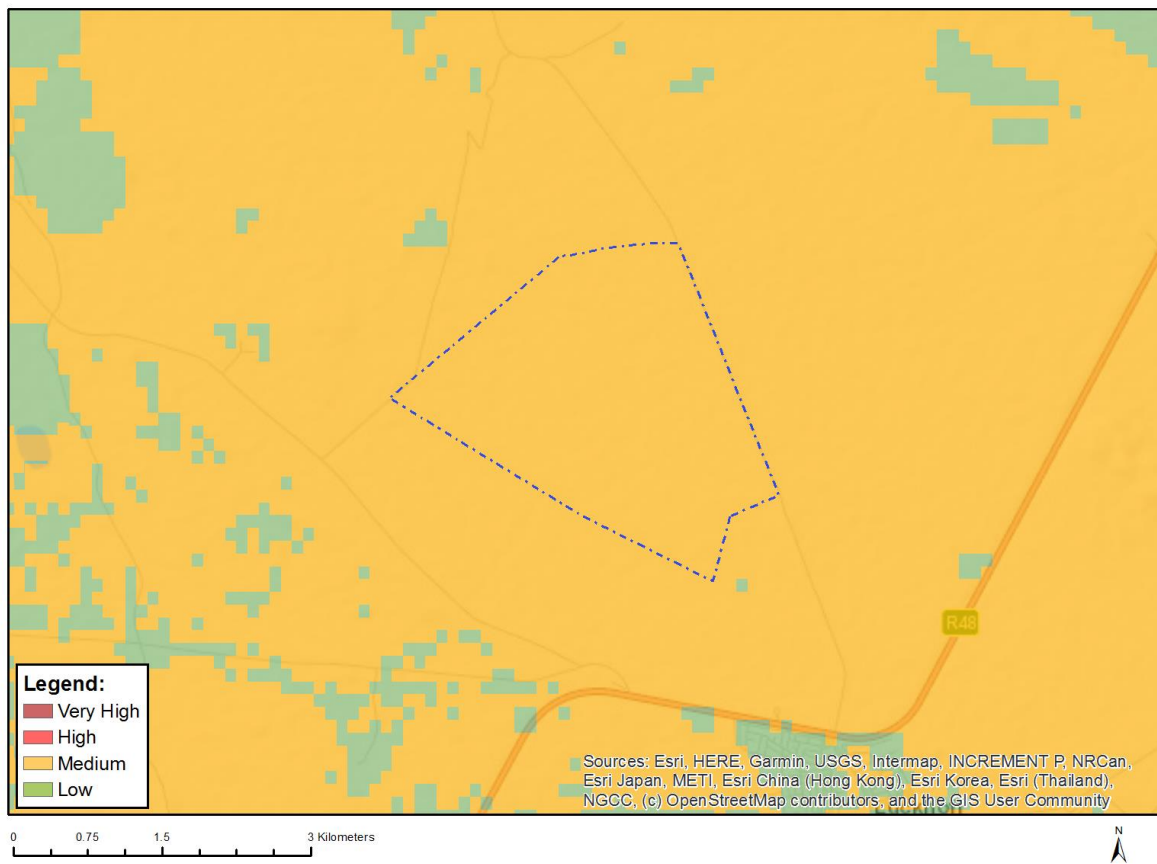 R48
Legend:
Very High
High
Medium
Low
Sources: Esri, HERE, Garmin, USGS, Intermap, INCREMENT P, NRCan,
Esri Japan, METI, Esri China (Hong Kong), Esri Korea, Esri (Thailand),
NGCC, (c) OpenStreetMap contributors, and the GIS User Community
0 0.75 1.5 3 Kilometers
N